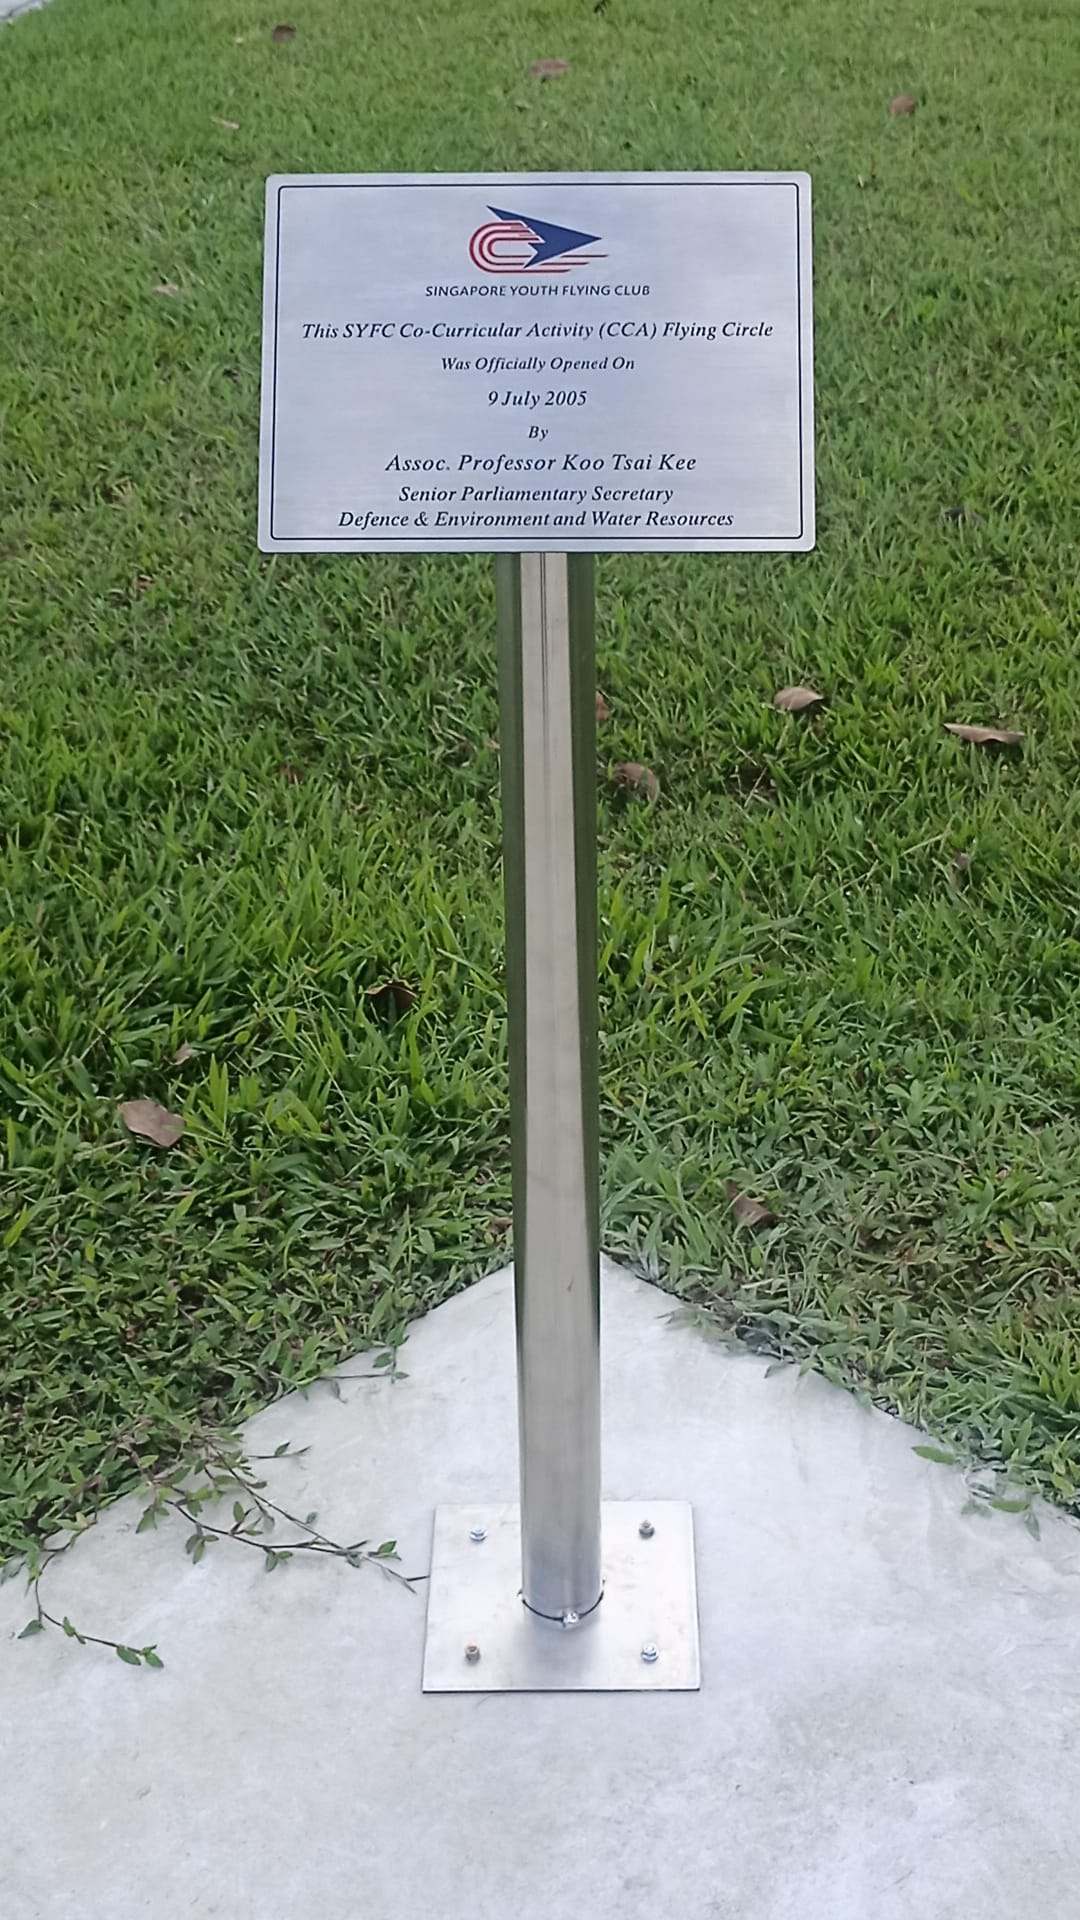 SINGAPORE YOUTH FLYING CLUB
This SYFC Co-Curricular Activity (CCA) Flying Circle
Was Officially Opened On
9 July 2005
By
Assoc. Professor Koo Tsai Kee
Senior Parliamentary Secretary
Defence & Environment and Water Resources